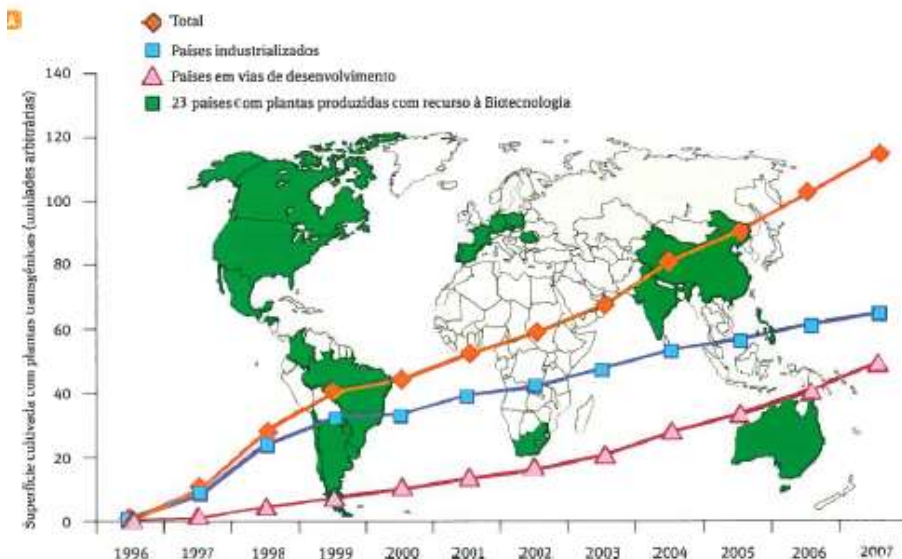 A
Total
Países industrializados
Países em vias de desenvolvimento
23 países com plantas produzidas com recurso à Biotecnologia
Superfície cultivada com plantas transgénicas (unidades arbitrárias)
140
120
100
80
60
40
20
0
1996 1997 1998 1999 2000 2001 2002 2003 2004 2005 2006 2007